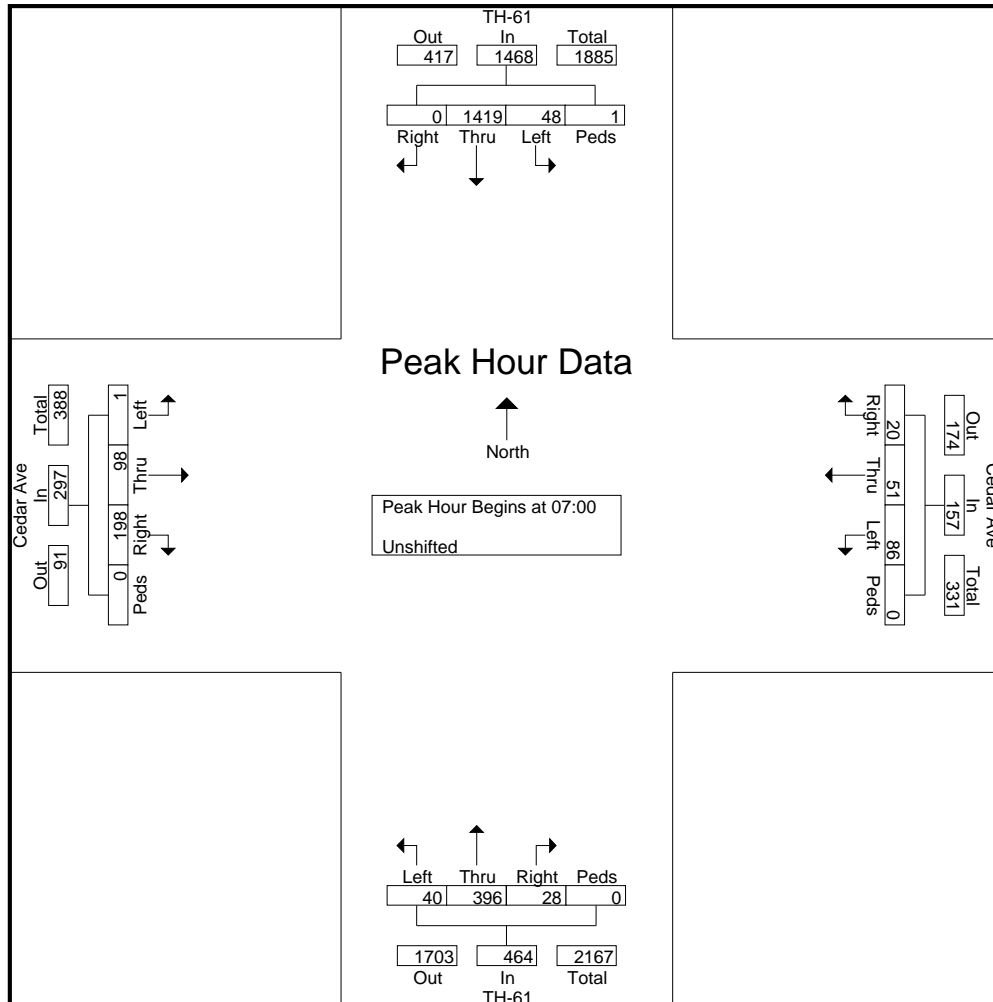 TH-61
Out In Total
417 1468 1885
0 1419 48 1
Right Thru Left Peds
Peak Hour Data
North
Peak Hour Begins at 07:00
Unshifted
Cedar Ave
Total In Out
388 297 91
1 98 198 0
Left Thru Right Peds
Right Thru Left Peds
20 51 86 0
Out In Total
174 157 331
Cedar Ave
Left Thru Right Peds
40 396 28 0
1703 464 2167
Out In Total
TH-61